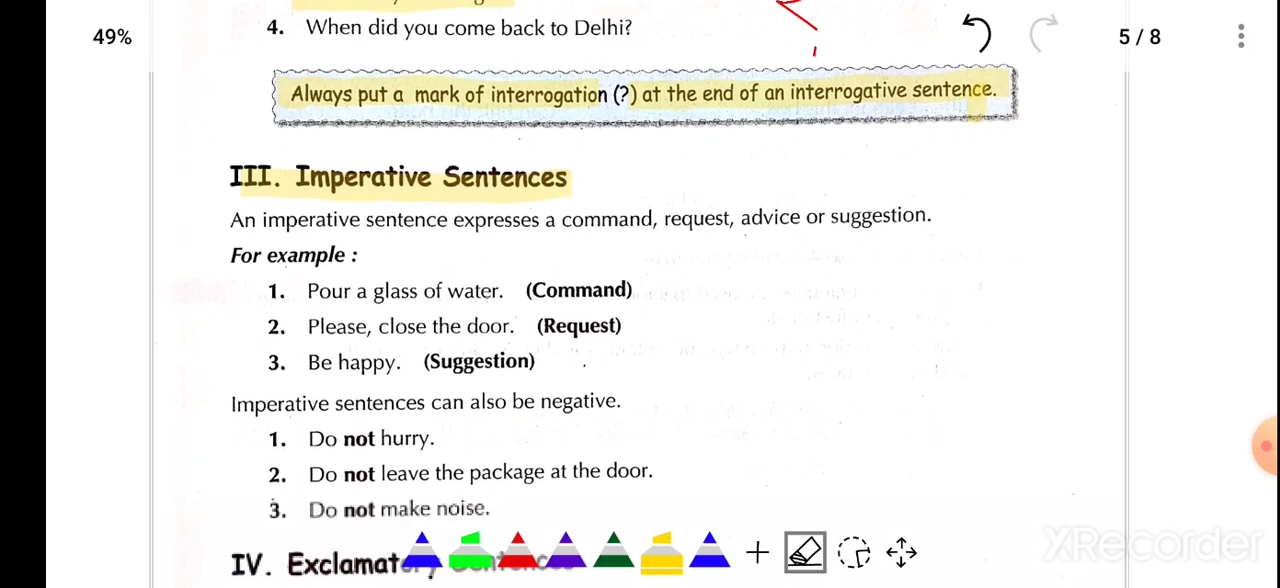 49%
5 / 8
4. When did you come back to Delhi?
Always put a mark of interrogation (?) at the end of an interrogative sentence.
III. Imperative Sentences
An imperative sentence expresses a command, request, advice or suggestion.
For example :
1. Pour a glass of water. (Command)
2. Please, close the door. (Request)
3. Be happy. (Suggestion)
Imperative sentences can also be negative.
1. Do not hurry.
2. Do not leave the package at the door.
3. Do not make noise.
IV. Exclamatory Sentences
XRecorder